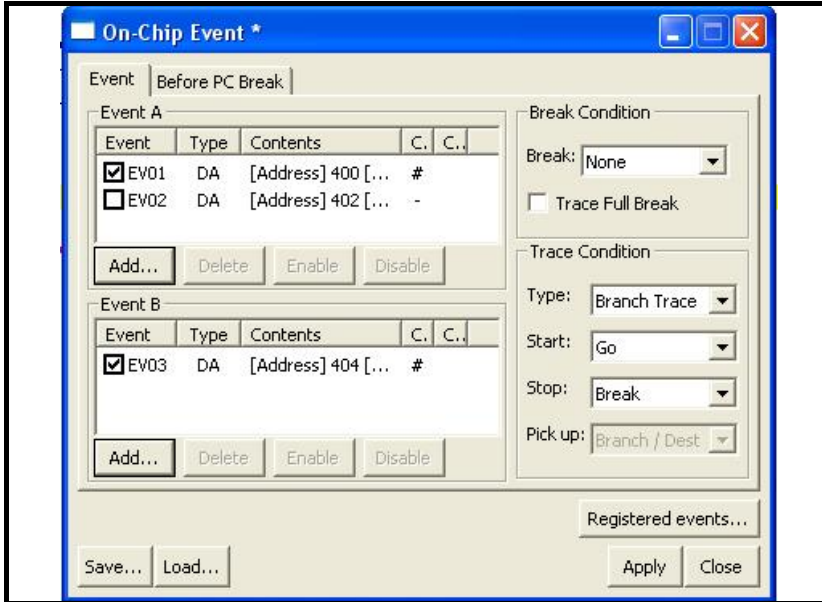 On-Chip Event *
Event Before PC Break
Event A
Event Type Contents C. C..
EV01 DA [Address] 400 [... #
EV02 DA [Address] 402 [... -
Add... Delete Enable Disable
Event B
Event Type Contents C. C..
EV03 DA [Address] 404 [... #
Add... Delete Enable Disable
Break Condition
Break: None
Trace Full Break
Trace Condition
Type: Branch Trace
Start: Go
Stop: Break
Pick up: Branch / Dest
Registered events...
Save... Load... Apply Close